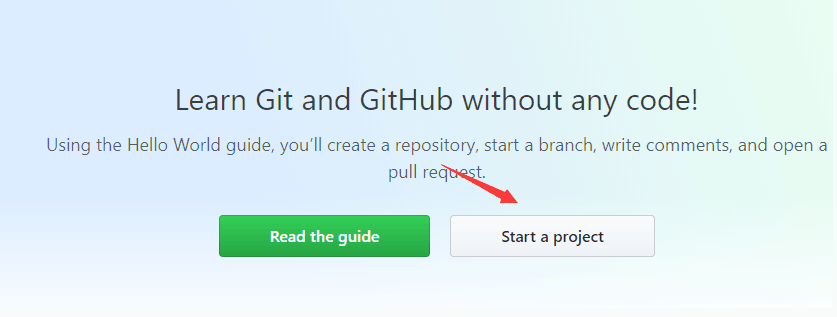 Learn Git and GitHub without any code!
Using the Hello World guide, you’ll create a repository, start a branch, write comments, and open a
pull request.
Read the guide
Start a project